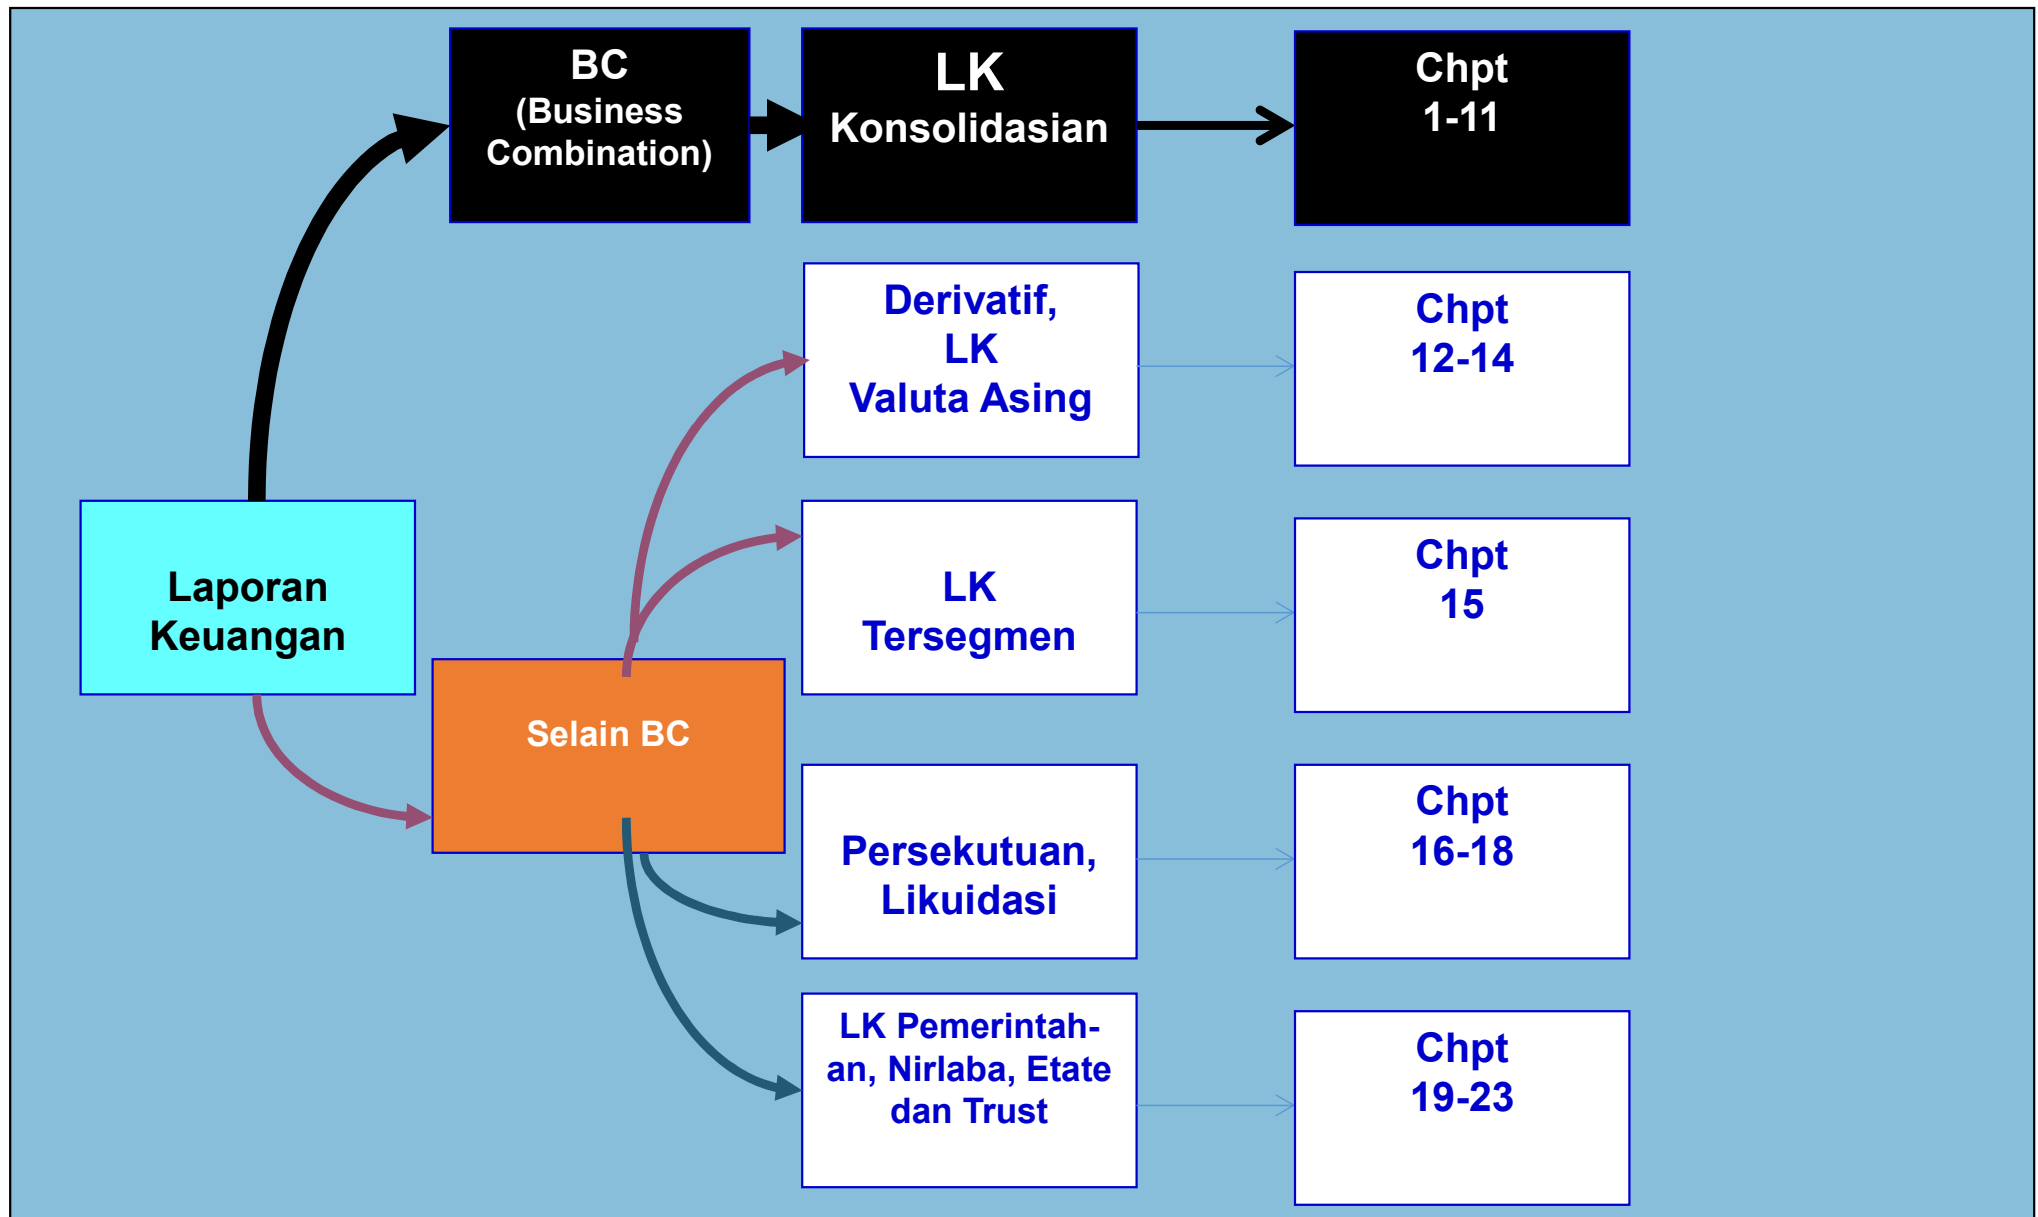 BC
(Business
Combination)
LK
Konsolidasian
Chpt
1-11
Derivatif,
LK
Valuta Asing
Chpt
12-14
Laporan
Keuangan
LK
Tersegmen
Chpt
15
Selain BC
Persekutuan,
Likuidasi
Chpt
16-18
LK Pemerintah-
an, Nirlaba, Etate
dan Trust
Chpt
19-23